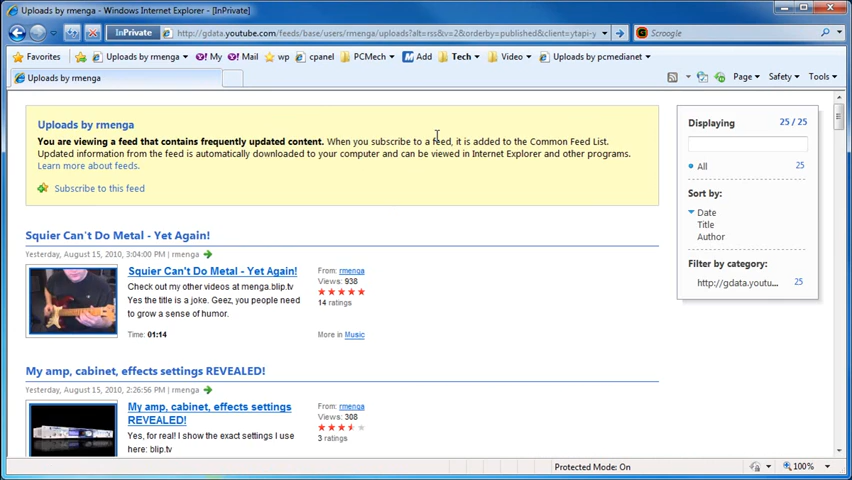 Uploads by rmenga - Windows Internet Explorer - [InPrivate]
InPrivate
http://gdata.youtube.com/feeds/base/users/rmenga/uploads?alt=rss&v=2&orderby=published&client=ytapi-y
Scroogle
Favorites Uploads by rmenga My Mail wp cpanel PCMech Add Tech Video Uploads by pcmedianet
Uploads by rmenga
Page Safety Tools
Uploads by rmenga
You are viewing a feed that contains frequently updated content. When you subscribe to a feed, it is added to the Common Feed List.
Updated information from the feed is automatically downloaded to your computer and can be viewed in Internet Explorer and other programs.
Learn more about feeds.
Subscribe to this feed
Displaying 25 / 25
All 25
Sort by:
Date
Title
Author
Filter by category:
http://gdata.youtu... 25
Squier Can't Do Metal - Yet Again!
Yesterday, August 15, 2010, 3:04:00 PM | rmenga
Squier Can't Do Metal - Yet Again!
Check out my other videos at menga.blip.tv
Yes the title is a joke. Geez, you people need
to grow a sense of humor.
Time: 01:14
From: rmenga
Views: 938
14 ratings
More in Music
My amp, cabinet, effects settings REVEALED!
Yesterday, August 15, 2010, 2:26:56 PM | rmenga
My amp, cabinet, effects settings
REVEALED!
Yes, for real! I show the exact settings I use
here: blip.tv
From: rmenga
Views: 308
3 ratings
Protected Mode: On
100%